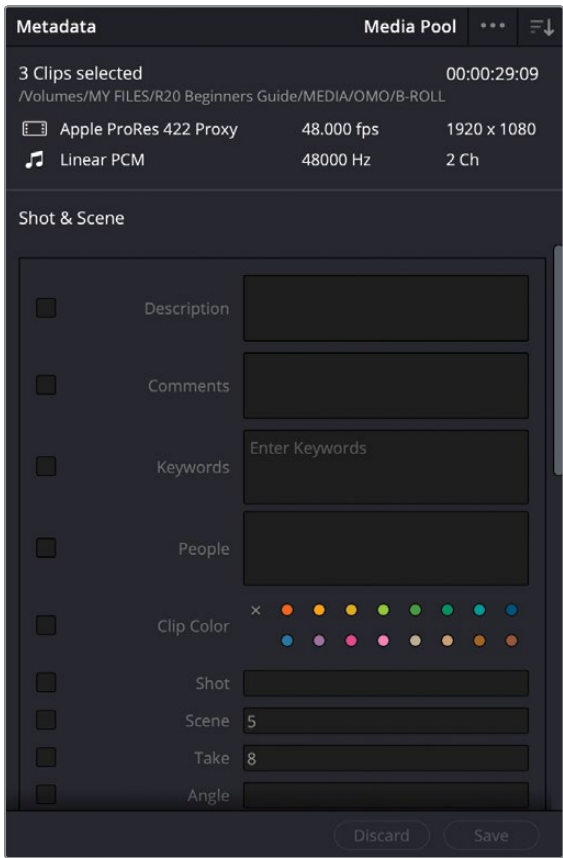 Metadata Media Pool •••
3 Clips selected 00:00:29:09
/Volumes/MY FILES/R20 Beginners Guide/MEDIA/OMO/B-ROLL
Apple ProRes 422 Proxy 48.000 fps 1920 x 1080
Linear PCM 48000 Hz 2 Ch
Shot & Scene
Description
Comments
Keywords Enter Keywords
People
Clip Color ×
Shot
Scene 5
Take 8
Angle
Discard Save